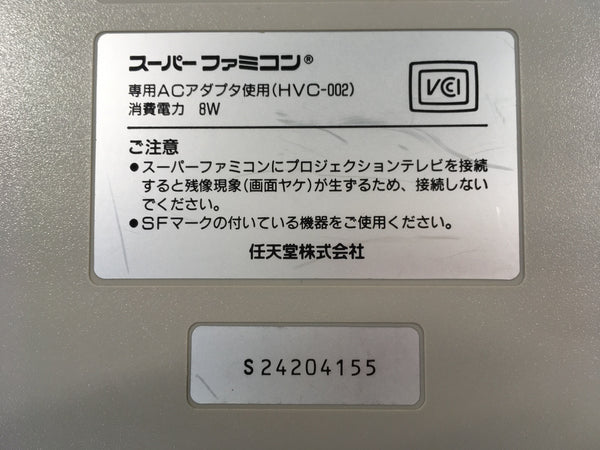 スーパーファミコン®
専用ACアダプタ使用(HVC-002)
消費電力 8W
VCCI
ご注意
●スーパーファミコンにプロジェクションテレビを接続
すると残像現象(画面ヤケ)が生ずるため、接続しない
でください。
●SFマークの付いている機器をご使用ください。
任天堂株式会社
S24204155